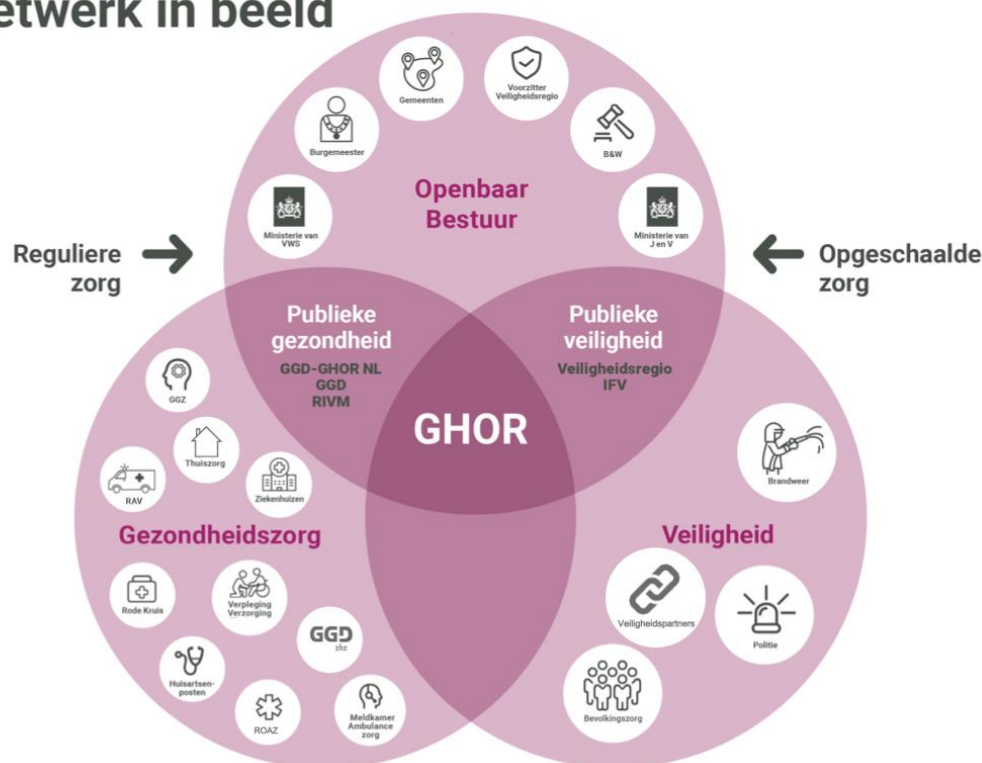 etwerk in beeld
Gemeenten
Voorzitter
Veiligheidsregio
Burgemeester
B&W
Openbaar
Bestuur
Ministerie van
VWS
Ministerie van
J en V
Reguliere
zorg
Opgeschaalde
zorg
Publieke
gezondheid
GGD-GHOR NL
GGD
RIVM
Publieke
veiligheid
Veiligheidsregio
IFV
GHOR
GGZ
Thuiszorg
RAV
Ziekenhuizen
Brandweer
Gezondheidszorg
Veiligheid
Rode Kruis
Verpleging
Verzorging
GGD
zhz
Huisartsen-
posten
ROAZ
Meldkamer
Ambulance
zorg
Veiligheidspartners
Politie
Bevolkingszorg